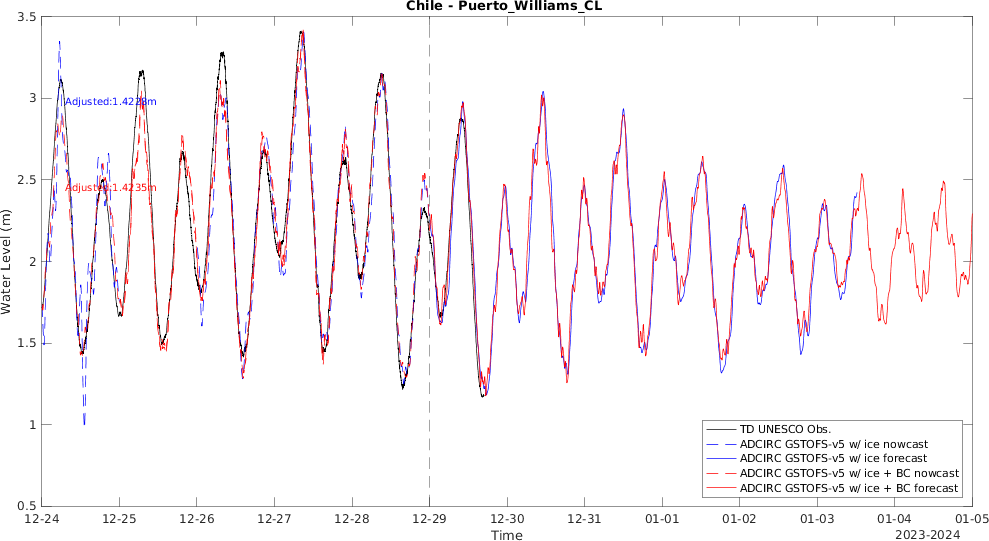 Chile - Puerto_Williams_CL
3.5
3
2.5
2
1.5
1
0.5
Water Level (m)
Adjusted:1.4228m
Adjusted:1.4235m
TD UNESCO Obs.
ADCIRC GSTOFS-v5 w/ ice nowcast
ADCIRC GSTOFS-v5 w/ ice forecast
ADCIRC GSTOFS-v5 w/ ice + BC nowcast
ADCIRC GSTOFS-v5 w/ ice + BC forecast
12-24 12-25 12-26 12-27 12-28 12-29 12-30 12-31 01-01 01-02 01-03 01-04 01-05
Time
2023-2024